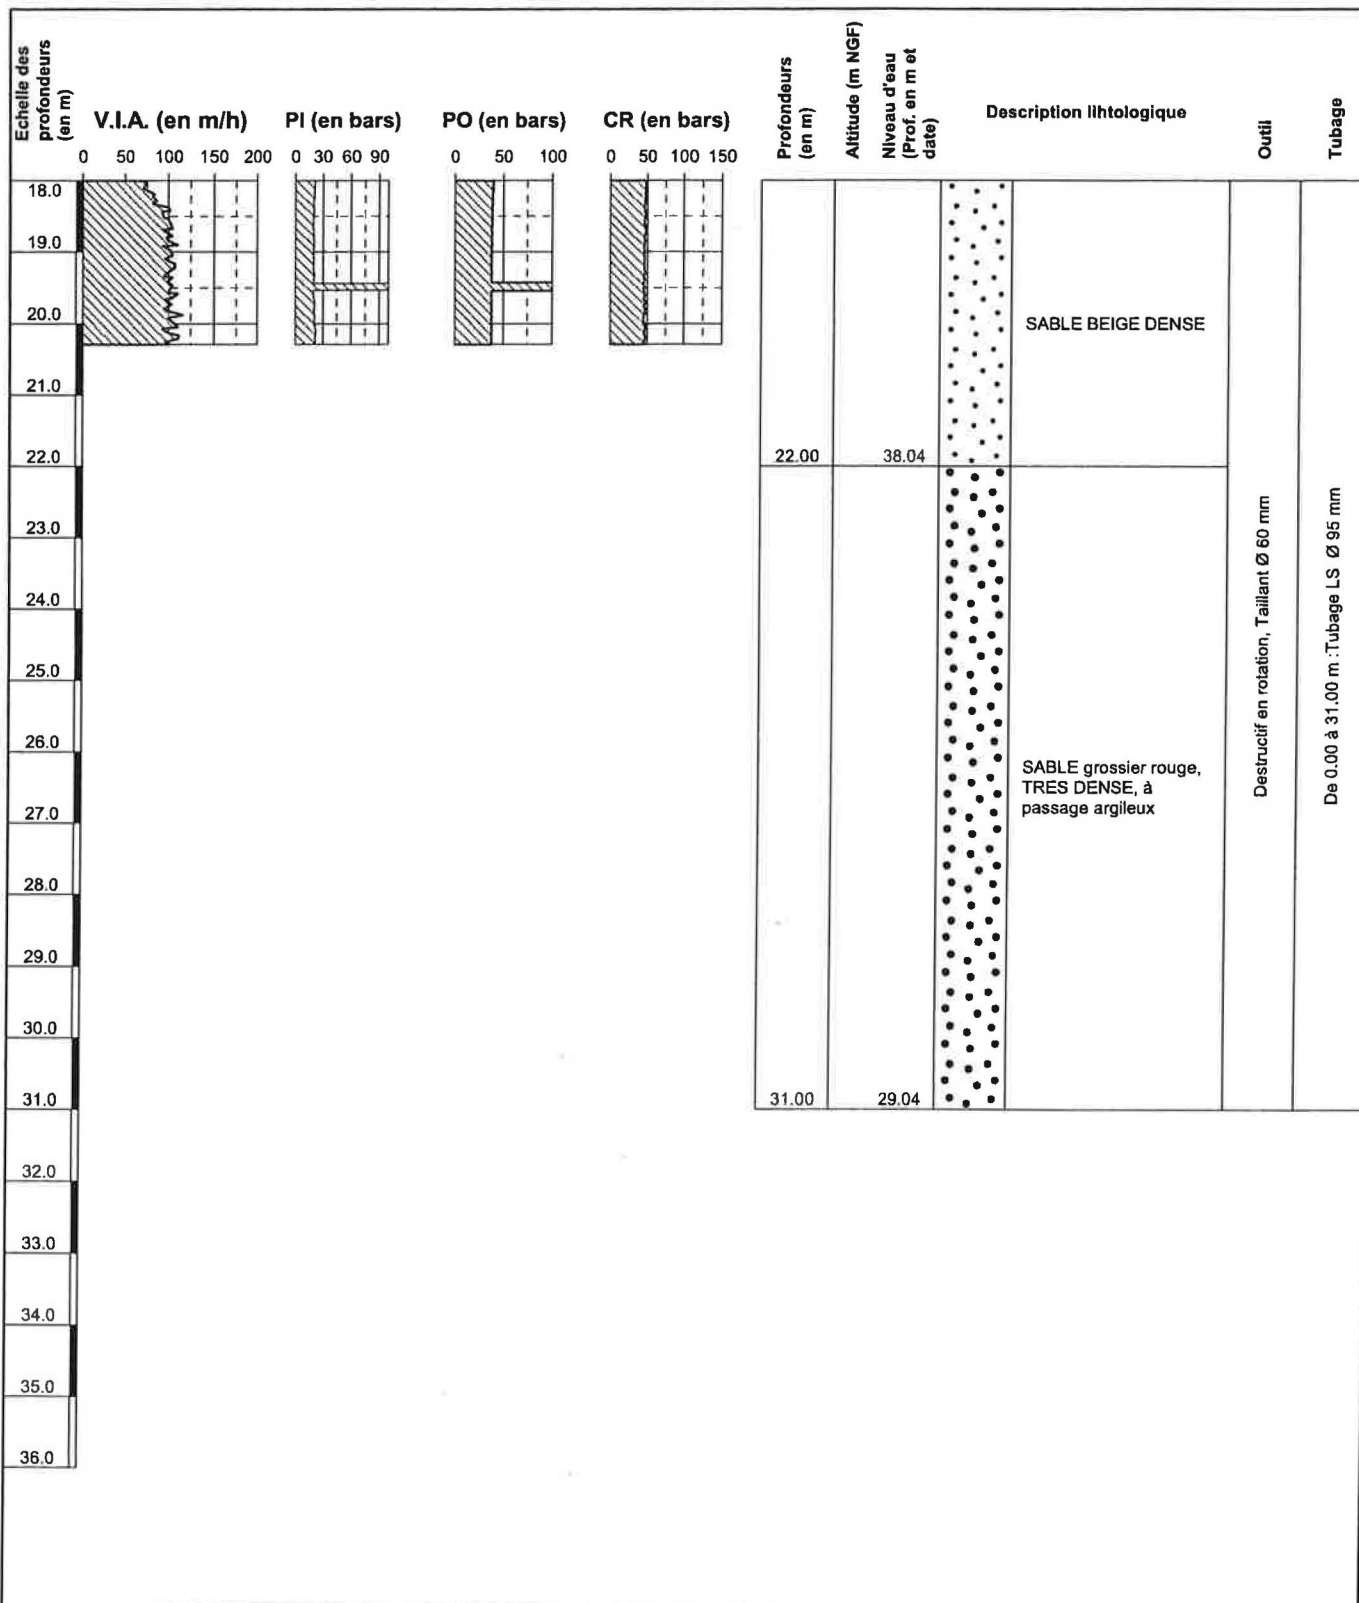 Echelle des
profondeurs
(en m)
V.I.A. (en m/h)
0 50 100 150 200
PI (en bars)
0 30 60 90
PO (en bars)
0 50 100
CR (en bars)
0 50 100 150
Profondeurs
(en m)
Altitude (m NGF)
Niveau d'eau
(Prof. en m et
date)
Description lihtologique
Outil
Tubage
18.0
19.0
20.0
21.0
22.0
23.0
24.0
25.0
26.0
27.0
28.0
29.0
30.0
31.0
32.0
33.0
34.0
35.0
36.0
SABLE BEIGE DENSE
22.00 38.04
SABLE grossier rouge,
TRES DENSE, à
passage argileux
31.00 29.04
Destructif en rotation, Taillant Ø 60 mm
De 0.00 à 31.00 m :Tubage LS Ø 95 mm